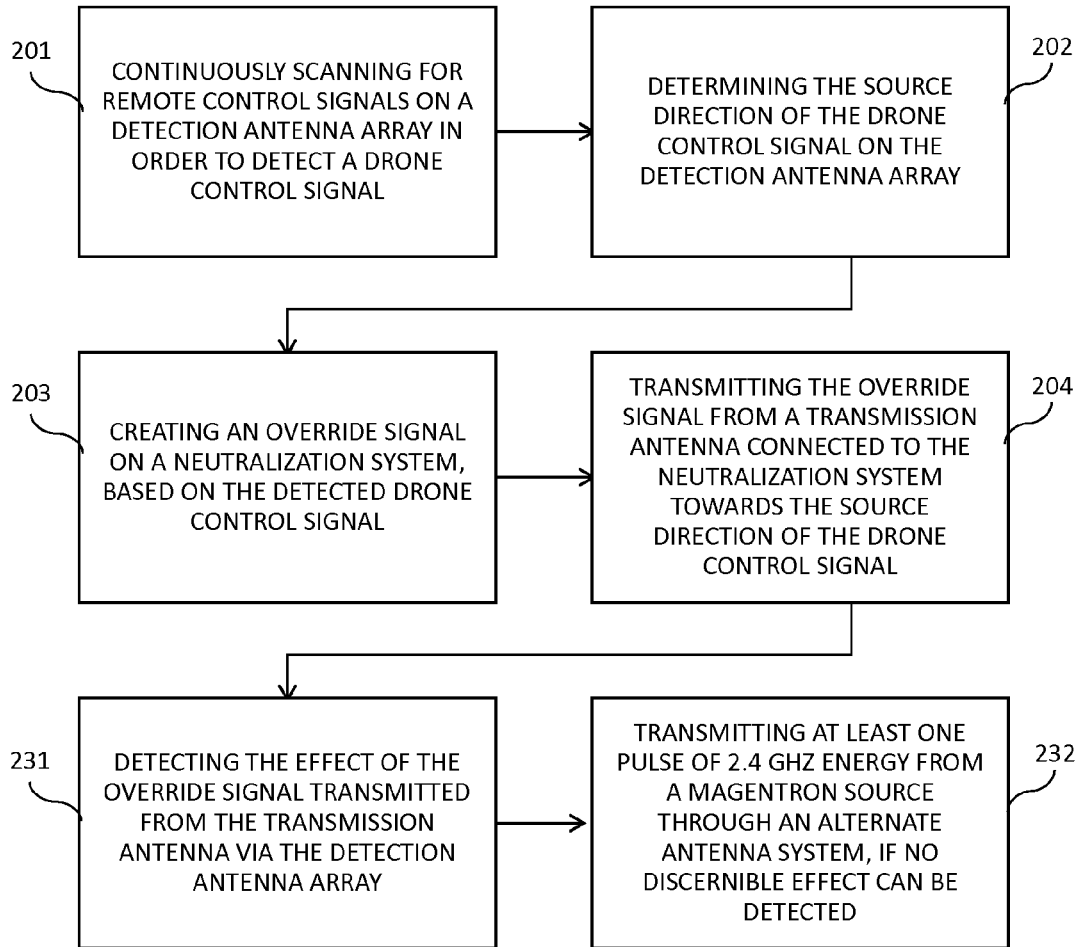 201
CONTINUOUSLY SCANNING FOR
REMOTE CONTROL SIGNALS ON A
DETECTION ANTENNA ARRAY IN
ORDER TO DETECT A DRONE
CONTROL SIGNAL
202
DETERMINING THE SOURCE
DIRECTION OF THE DRONE
CONTROL SIGNAL ON THE
DETECTION ANTENNA ARRAY
203
CREATING AN OVERRIDE SIGNAL
ON A NEUTRALIZATION SYSTEM,
BASED ON THE DETECTED DRONE
CONTROL SIGNAL
204
TRANSMITTING THE OVERRIDE
SIGNAL FROM A TRANSMISSION
ANTENNA CONNECTED TO THE
NEUTRALIZATION SYSTEM
TOWARDS THE SOURCE
DIRECTION OF THE DRONE
CONTROL SIGNAL
231
DETECTING THE EFFECT OF THE
OVERRIDE SIGNAL TRANSMITTED
FROM THE TRANSMISSION
ANTENNA VIA THE DETECTION
ANTENNA ARRAY
232
TRANSMITTING AT LEAST ONE
PULSE OF 2.4 GHZ ENERGY FROM
A MAGENTRON SOURCE
THROUGH AN ALTERNATE
ANTENNA SYSTEM, IF NO
DISCERNIBLE EFFECT CAN BE
DETECTED